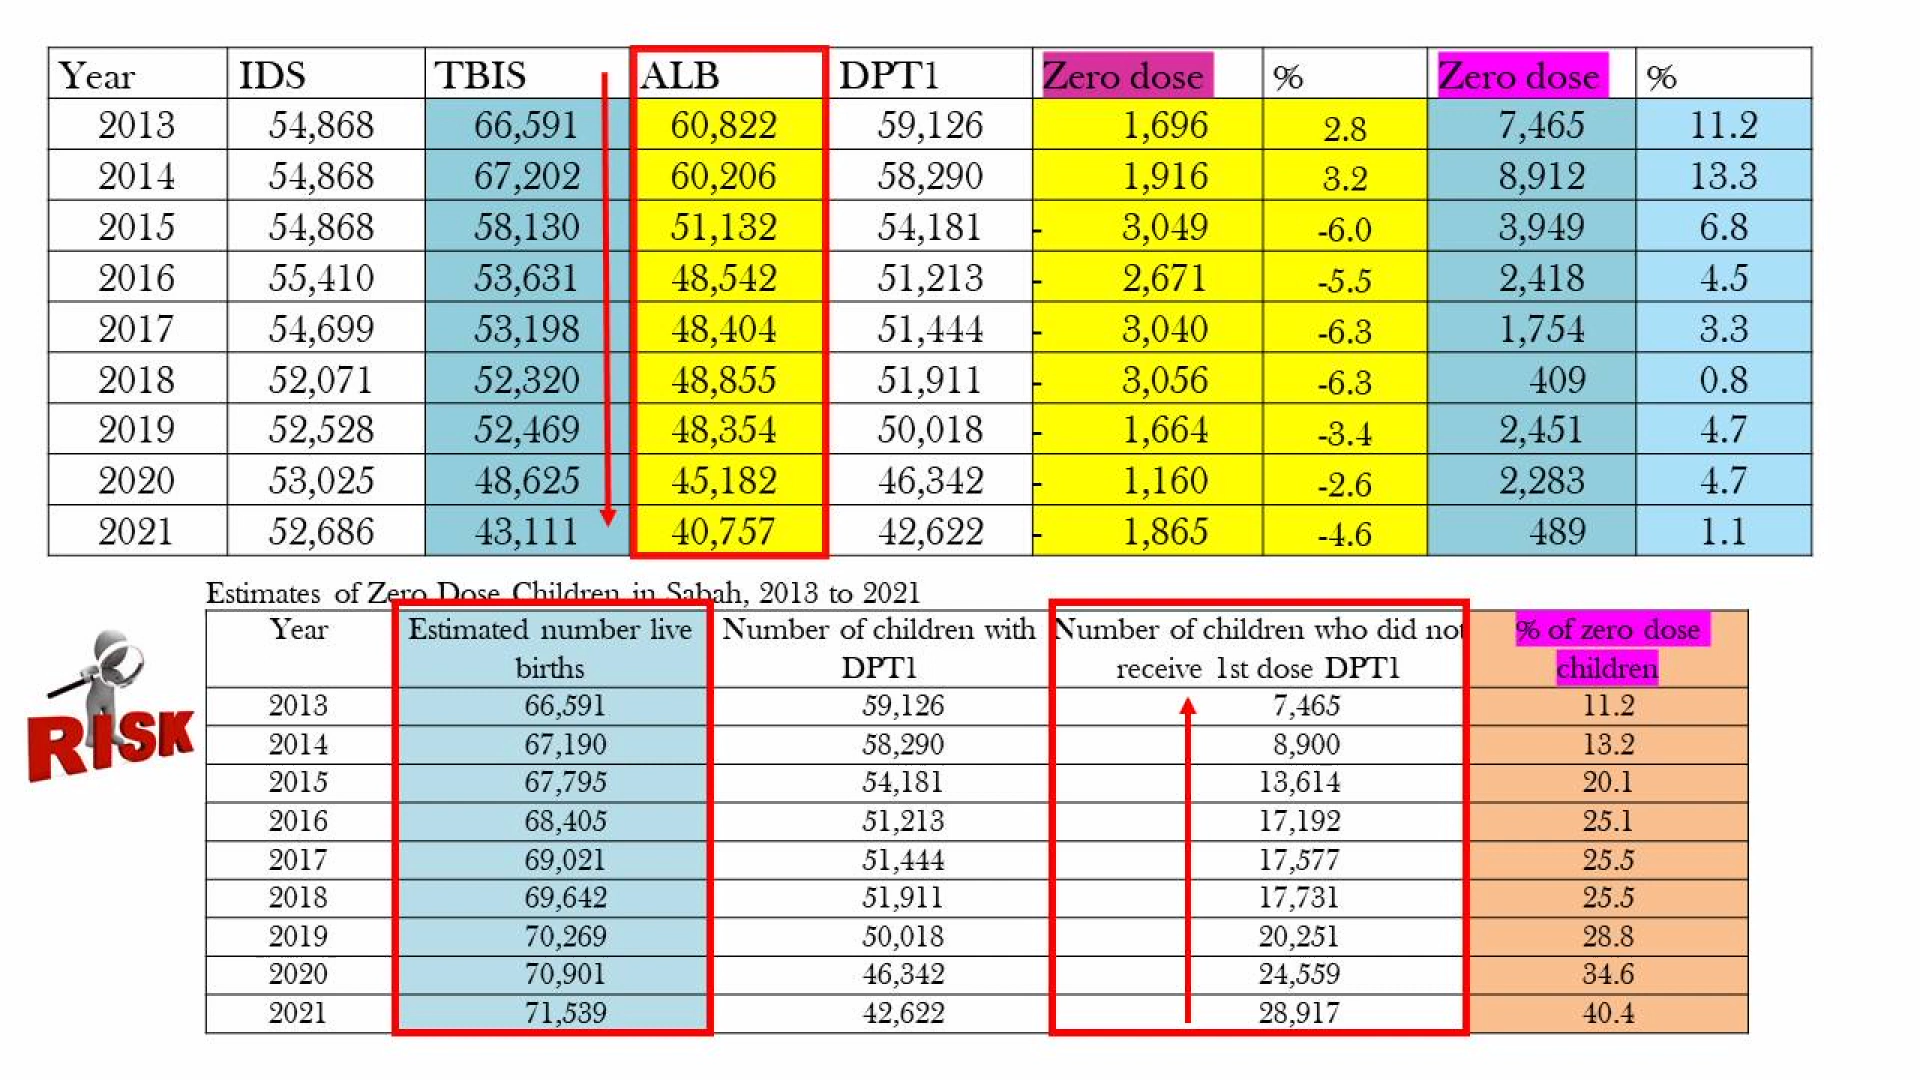 Year IDS TBIS ALB DPT1 Zero dose % Zero dose %
2013 54,868 66,591 60,822 59,126 1,696 2.8 7,465 11.2
2014 54,868 67,202 60,206 58,290 1,916 3.2 8,912 13.3
2015 54,868 58,130 51,132 54,181 - 3,049 -6.0 3,949 6.8
2016 55,410 53,631 48,542 51,213 - 2,671 -5.5 2,418 4.5
2017 54,699 53,198 48,404 51,444 - 3,040 -6.3 1,754 3.3
2018 52,071 52,320 48,855 51,911 - 3,056 -6.3 409 0.8
2019 52,528 52,469 48,354 50,018 - 1,664 -3.4 2,451 4.7
2020 53,025 48,625 45,182 46,342 - 1,160 -2.6 2,283 4.7
2021 52,686 43,111 40,757 42,622 - 1,865 -4.6 489 1.1
Estimates of Zero Dose Children in Sabah, 2013 to 2021
Year Estimated number live Number of children with Number of children who did not % of zero dose
births DPT1 receive 1st dose DPT1 children
2013 66,591 59,126 7,465 11.2
2014 67,190 58,290 8,900 13.2
2015 67,795 54,181 13,614 20.1
2016 68,405 51,213 17,192 25.1
2017 69,021 51,444 17,577 25.5
2018 69,642 51,911 17,731 25.5
2019 70,269 50,018 20,251 28.8
2020 70,901 46,342 24,559 34.6
2021 71,539 42,622 28,917 40.4
RISK